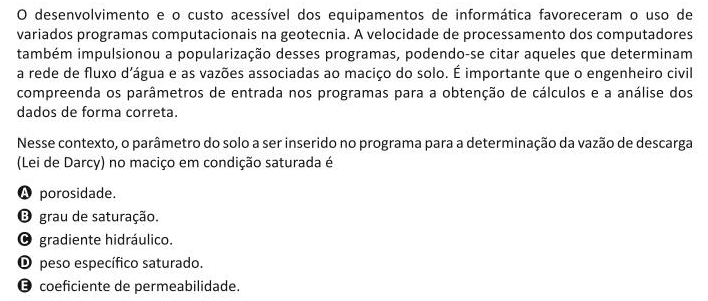 O desenvolvimento e o custo acessível dos equipamentos de informática favoreceram o uso de
variados programas computacionais na geotecnia. A velocidade de processamento dos computadores
também impulsionou a popularização desses programas, podendo-se citar aqueles que determinam
a rede de fluxo d'água e as vazões associadas ao maciço do solo. É importante que o engenheiro civil
compreenda os parâmetros de entrada nos programas para a obtenção de cálculos e a análise dos
dados de forma correta.
Nesse contexto, o parâmetro do solo a ser inserido no programa para a determinação da vazão de descarga
(Lei de Darcy) no maciço em condição saturada é
A porosidade.
B grau de saturação.
C gradiente hidráulico.
D peso específico saturado.
E coeficiente de permeabilidade.